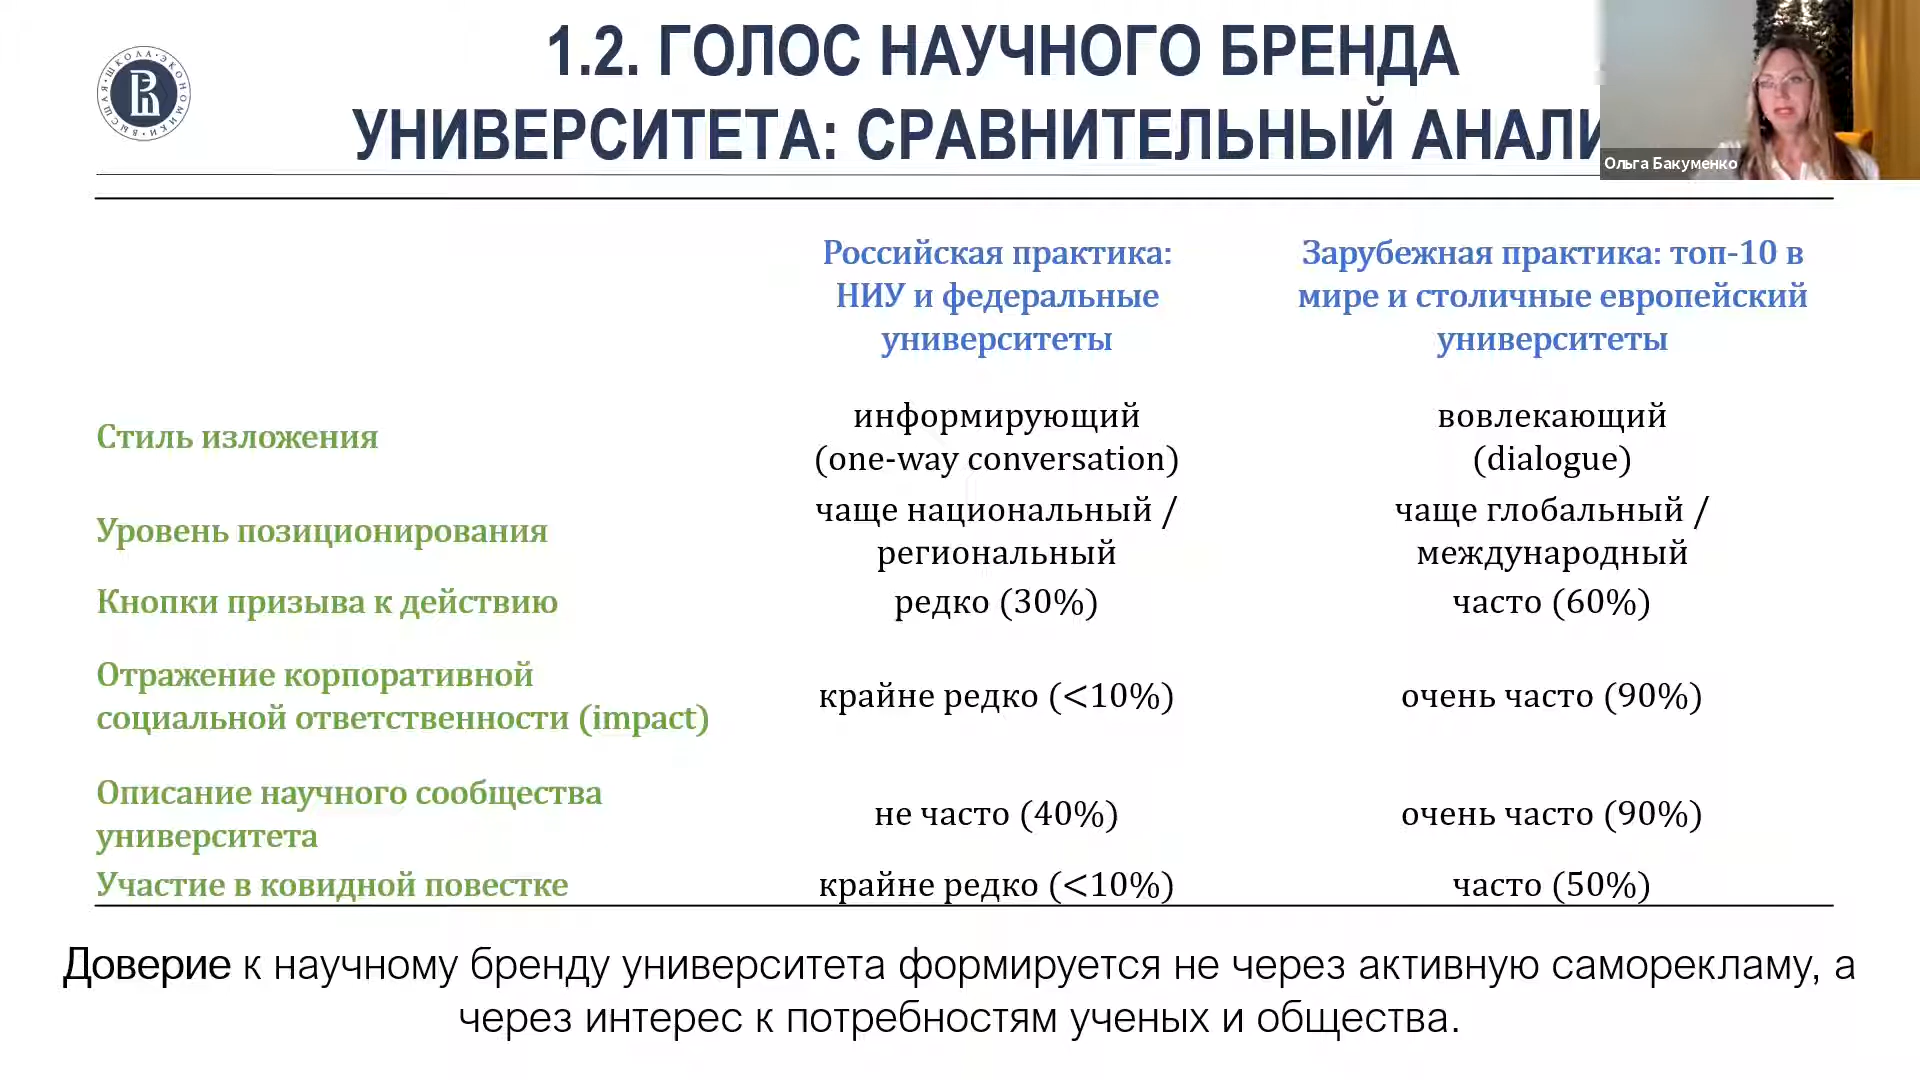 1.2. ГОЛОС НАУЧНОГО БРЕНДА
УНИВЕРСИТЕТА: СРАВНИТЕЛЬНЫЙ АНАЛИ
ВЫСШАЯ ШКОЛА ЭКОНОМИКИ
Ольга Бакуменко
Российская практика:
НИУ и федеральные
университеты
Зарубежная практика: топ-10 в
мире и столичные европейский
университеты
Стиль изложения
информирующий
(one-way conversation)
вовлекающий
(dialogue)
Уровень позиционирования
чаще национальный /
региональный
чаще глобальный /
международный
Кнопки призыва к действию
редко (30%)
часто (60%)
Отражение корпоративной
социальной ответственности (impact)
крайне редко (<10%)
очень часто (90%)
Описание научного сообщества
университета
не часто (40%)
очень часто (90%)
Участие в ковидной повестке
крайне редко (<10%)
часто (50%)
Доверие к научному бренду университета формируется не через активную саморекламу, а
через интерес к потребностям ученых и общества.